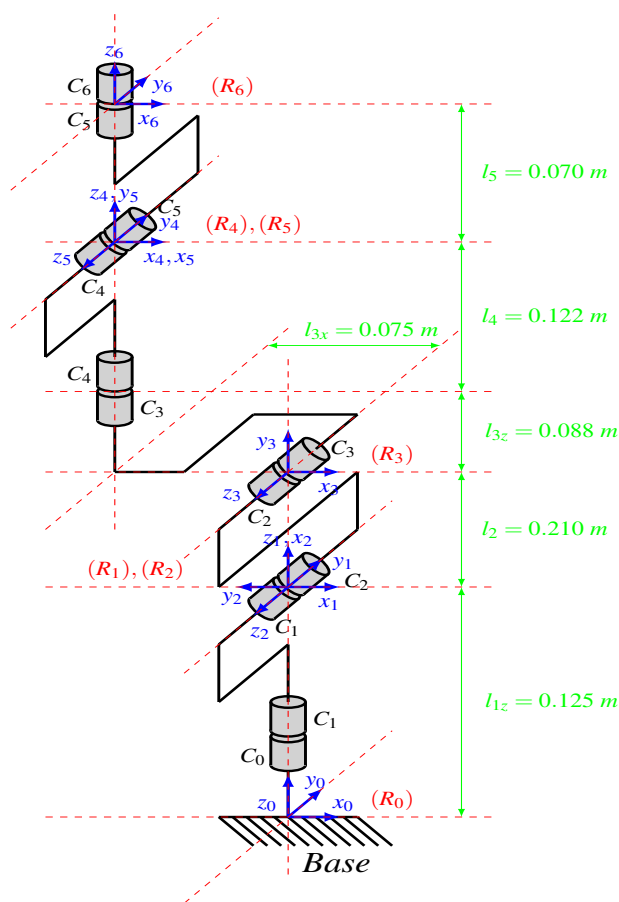 z₆
C₆
y₆
(R₆)
C₅
x₆
l₅ = 0.070 m
z₄, y₅
C₅
y₄
(R₄), (R₅)
z₅
x₄, x₅
C₄
l₄ = 0.122 m
l₃ₓ = 0.075 m
C₄
C₃
l₃z = 0.088 m
y₃
C₃
(R₃)
z₃
x₃
C₂
l₂ = 0.210 m
z₁, x₂
(R₁), (R₂)
y₁
C₂
y₂
x₁
z₂
C₁
l₁z = 0.125 m
C₁
C₀
y₀
z₀
x₀
(R₀)
Base